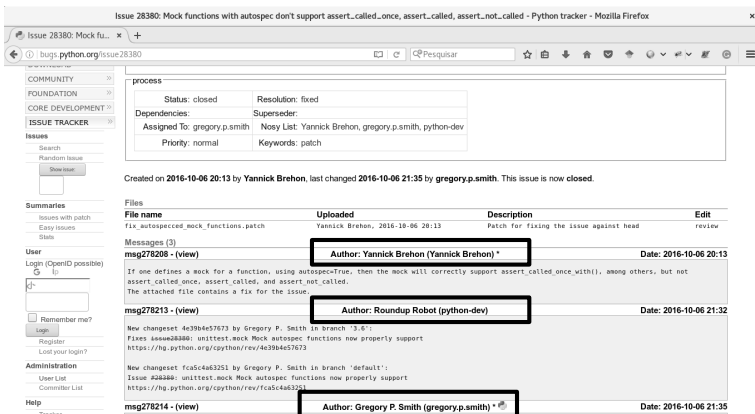 Issue 28380: Mock functions with autospec don't support assert_called_once, assert_called, assert_not_called - Python tracker - Mozilla Firefox
Issue 28380: Mock fu...
bugs.python.org/issue28380
Pesquisar
COMMUNITY
FOUNDATION
CORE DEVELOPMENT
ISSUE TRACKER
Issues
Search
Random Issue
Show issue
Summaries
Issues with patch
Easy issues
Stats
User
Login (OpenID possible)
Remember me?
Login
Register
Lost your login?
Administration
User List
Committer List
Help
process
Status: closed Resolution: fixed
Dependencies: Superseder:
Assigned To: gregory.p.smith Nosy List: Yannick Brehon, gregory.p.smith, python-dev
Priority: normal Keywords: patch
Created on 2016-10-06 20:13 by Yannick Brehon, last changed 2016-10-06 21:35 by gregory.p.smith. This issue is now closed.
Files
File name Uploaded Description Edit
fix_autospecced_mock_functions.patch Yannick Brehon, 2016-10-06 20:13 Patch for fixing the issue against head review
Messages (3)
msg278208 - (view) Author: Yannick Brehon (Yannick Brehon) * Date: 2016-10-06 20:13
If one defines a mock for a function, using autospec=True, then the mock will correctly support assert_called_once_with(), among others, but not
assert_called_once, assert_called, and assert_not_called.
The attached file contains a fix for the issue.
msg278213 - (view) Author: Roundup Robot (python-dev) Date: 2016-10-06 21:32
New changeset 4e39b4e57673 by Gregory P. Smith in branch '3.6':
Fixes issue28380: unittest.mock Mock autospec functions now properly support
https://hg.python.org/cpython/rev/4e39b4e57673
New changeset fca5c4a63251 by Gregory P. Smith in branch 'default':
Issue #28380: unittest.mock Mock autospec functions now properly support
https://hg.python.org/cpython/rev/fca5c4a63251
msg278214 - (view) Author: Gregory P. Smith (gregory.p.smith) * Date: 2016-10-06 21:35